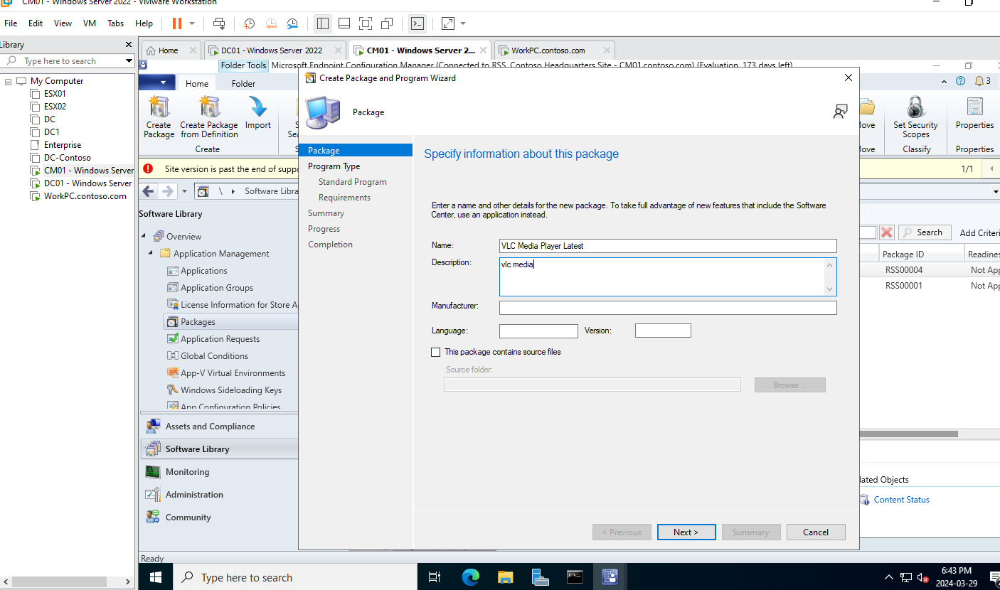 CM01 - Windows Server 2022 - VMware Workstation
File Edit View VM Tabs Help
Library
Type here to search
My Computer
ESX01
ESX02
DC
DC1
Enterprise
DC-Contoso
CM01 - Windows Server
DC01 - Windows Server
WorkPC.contoso.com
Home
DC01 - Windows Server 2022
CM01 - Windows Server 2...
WorkPC.contoso.com
Folder Tools Microsoft Endpoint Configuration Manager (Connected to RSS Contoso Headquarters Site - CM01.contoso.com) (Evaluation, 173 days left)
Home Folder
3
Create
Package
Create Package
from Definition
Import
Create
S
Sea
S
Move
Move
Set Security
Scopes
Classify
Properties
Properties
Site version is past the end of suppo
1/1
\ Software Libra
Software Library
Overview
Application Management
Applications
Application Groups
License Information for Store A
Packages
Application Requests
Global Conditions
App-V Virtual Environments
Windows Sideloading Keys
App Configuration Policies
Assets and Compliance
Software Library
Monitoring
Administration
Community
Ready
Create Package and Program Wizard
Package
Package
Program Type
Standard Program
Requirements
Summary
Progress
Completion
Specify information about this package
Enter a name and other details for the new package. To take full advantage of new features that include the Software
Center, use an application instead.
Name: VLC Media Player Latest
Description: vlc media
Manufacturer:
Language: Version:
This package contains source files
Source folder:
Browse...
< Previous Next > Summary Cancel
Search Add Criteri
Package ID Readines
RSS00004 Not App
RSS00001 Not App
lated Objects
Content Status
Type here to search
6:43 PM
2024-03-29
2